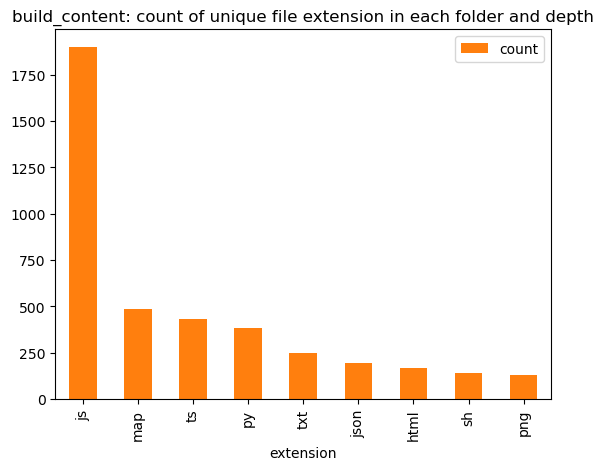 build_content: count of unique file extension in each folder and depth
count
1750
1500
1250
1000
750
500
250
0
js
map
ts
py
txt
json
html
sh
png
extension